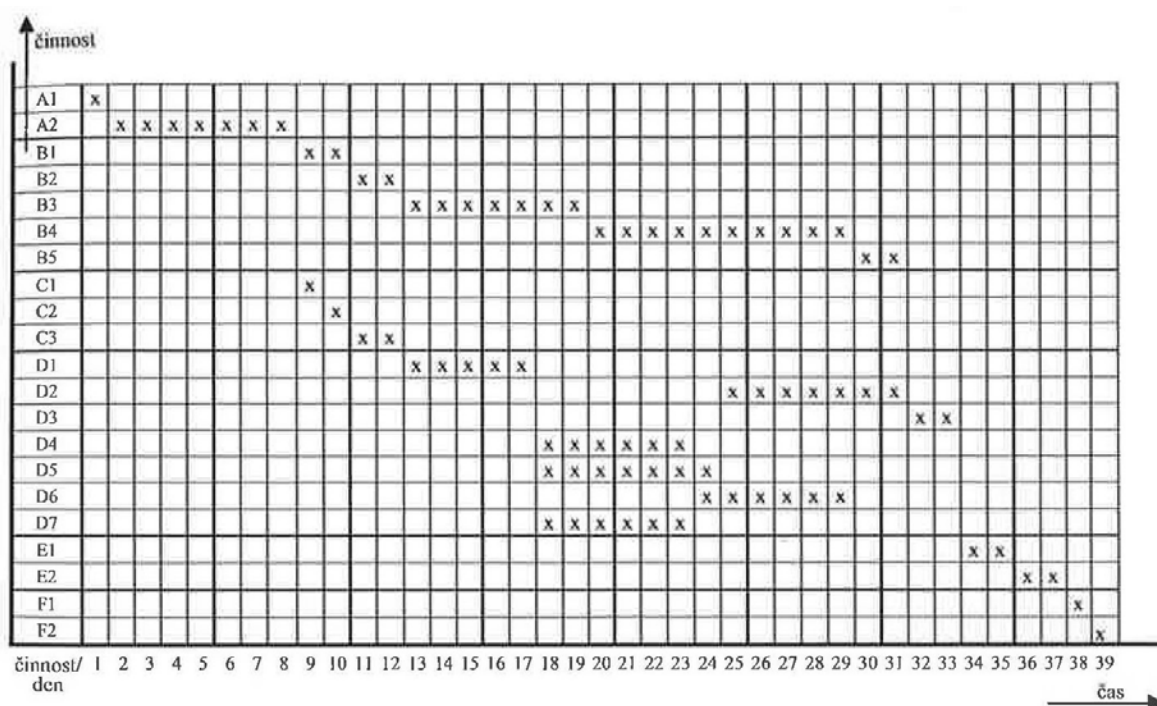 činnost
A1 x
A2 x x x x x x x
B1 x x
B2 x x
B3 x x x x x x x
B4 x x x x x x x x x x
B5 x x
C1 x
C2 x
C3 x x
D1 x x x x x
D2 x x x x x x x
D3 x x
D4 x x x x x x
D5 x x x x x x x
D6 x x x x x x
D7 x x x x x x
E1 x x
E2 x x
F1 x
F2 x
činnost/ 1 2 3 4 5 6 7 8 9 10 11 12 13 14 15 16 17 18 19 20 21 22 23 24 25 26 27 28 29 30 31 32 33 34 35 36 37 38 39
den
čas